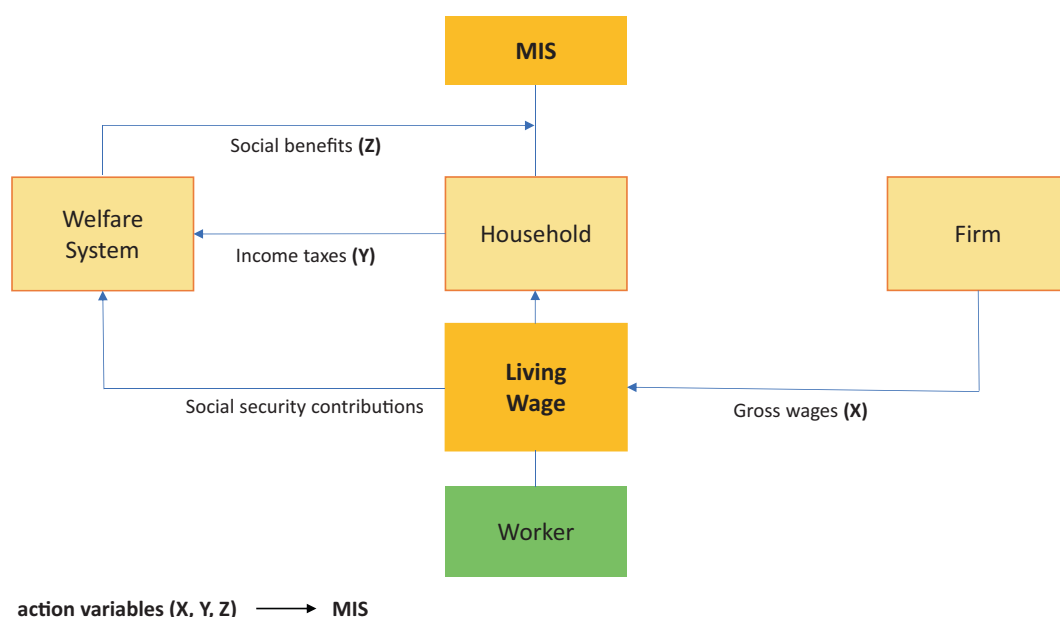 MIS
Social benefits (Z)
Welfare
System
Household
Firm
Income taxes (Y)
Living
Wage
Social security contributions
Gross wages (X)
Worker
action variables (X, Y, Z) ⟶ MIS